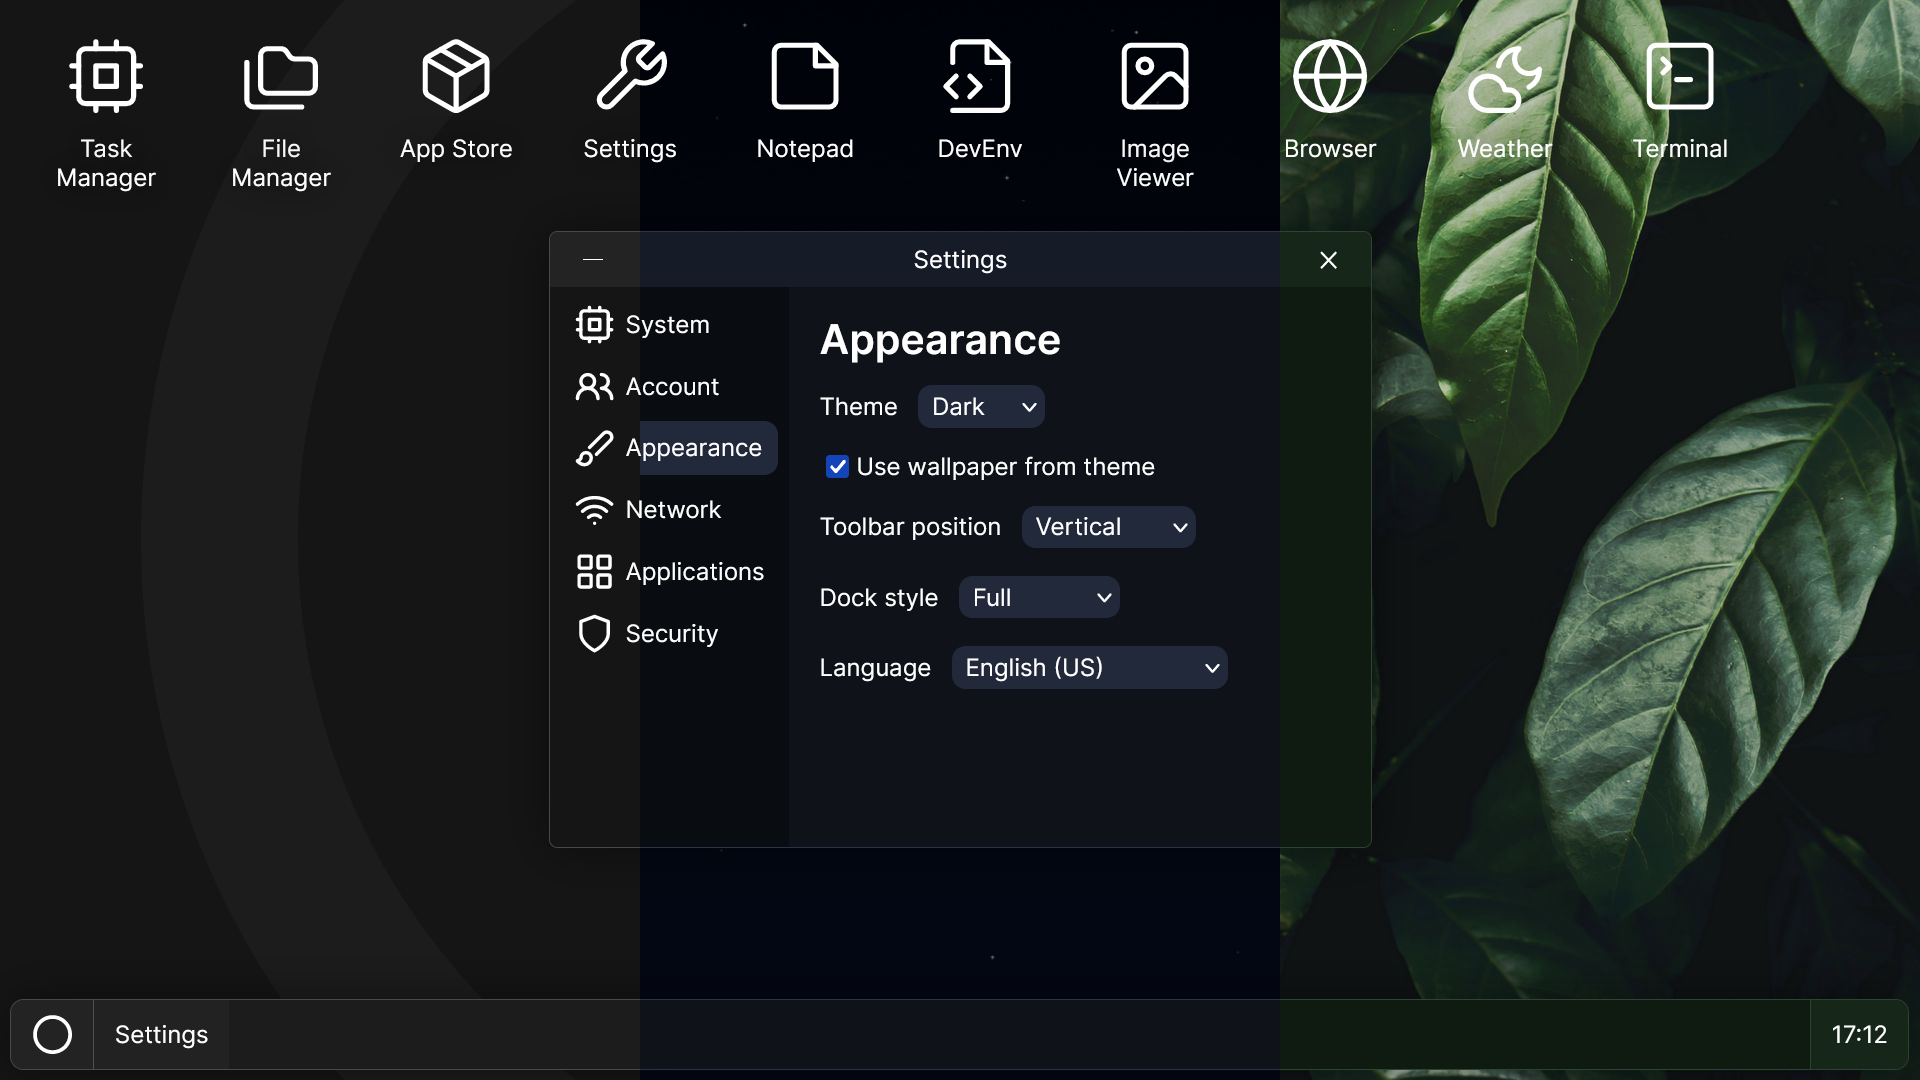 Task
Manager
File
Manager
App Store
Settings
Notepad
DevEnv
Image
Viewer
Browser
Weather
Terminal
Settings
System
Account
Appearance
Network
Applications
Security
Appearance
Theme Dark
Use wallpaper from theme
Toolbar position Vertical
Dock style Full
Language English (US)
Settings
17:12